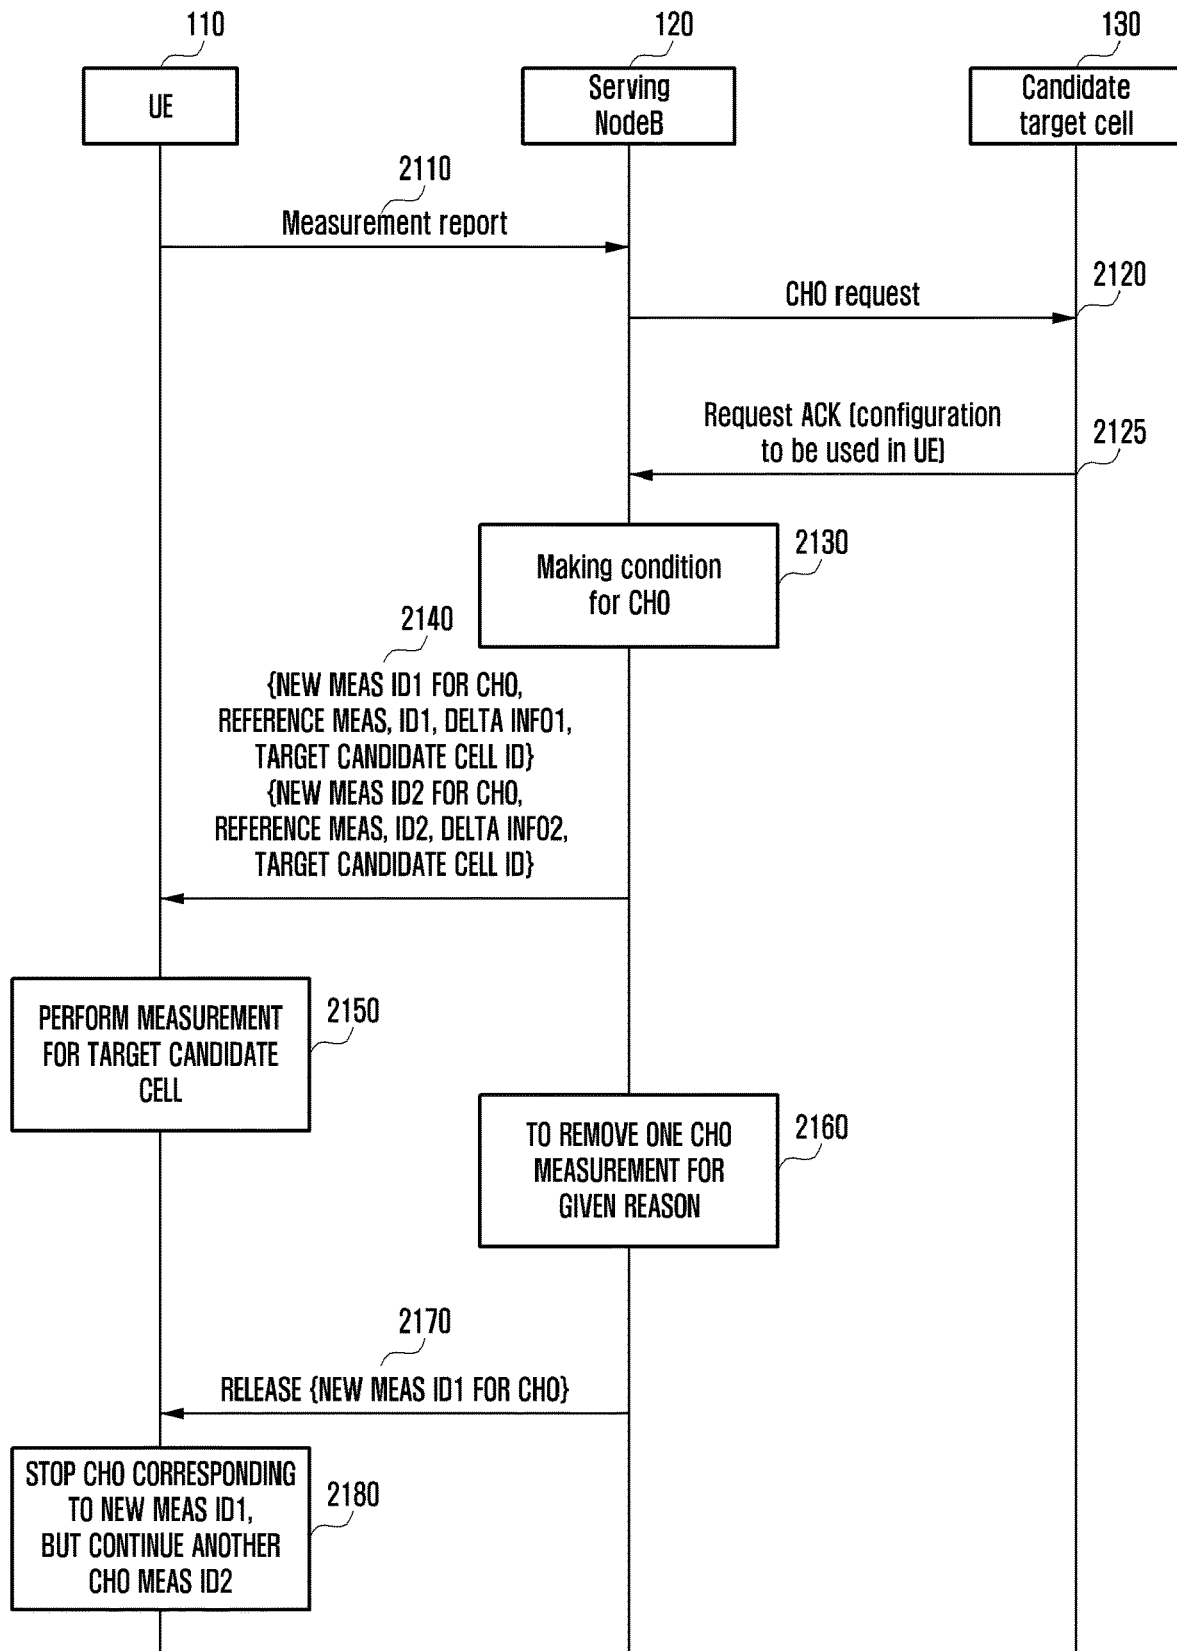 110
120
130
UE
Serving
NodeB
Candidate
target cell
2110
Measurement report
CHO request
2120
Request ACK (configuration
to be used in UE)
2125
Making condition
for CHO
2130
2140
{NEW MEAS ID1 FOR CHO,
REFERENCE MEAS, ID1, DELTA INFO1,
TARGET CANDIDATE CELL ID}
{NEW MEAS ID2 FOR CHO,
REFERENCE MEAS, ID2, DELTA INFO2,
TARGET CANDIDATE CELL ID}
PERFORM MEASUREMENT
FOR TARGET CANDIDATE
CELL
2150
TO REMOVE ONE CHO
MEASUREMENT FOR
GIVEN REASON
2160
2170
RELEASE {NEW MEAS ID1 FOR CHO}
STOP CHO CORRESPONDING
TO NEW MEAS ID1,
BUT CONTINUE ANOTHER
CHO MEAS ID2
2180